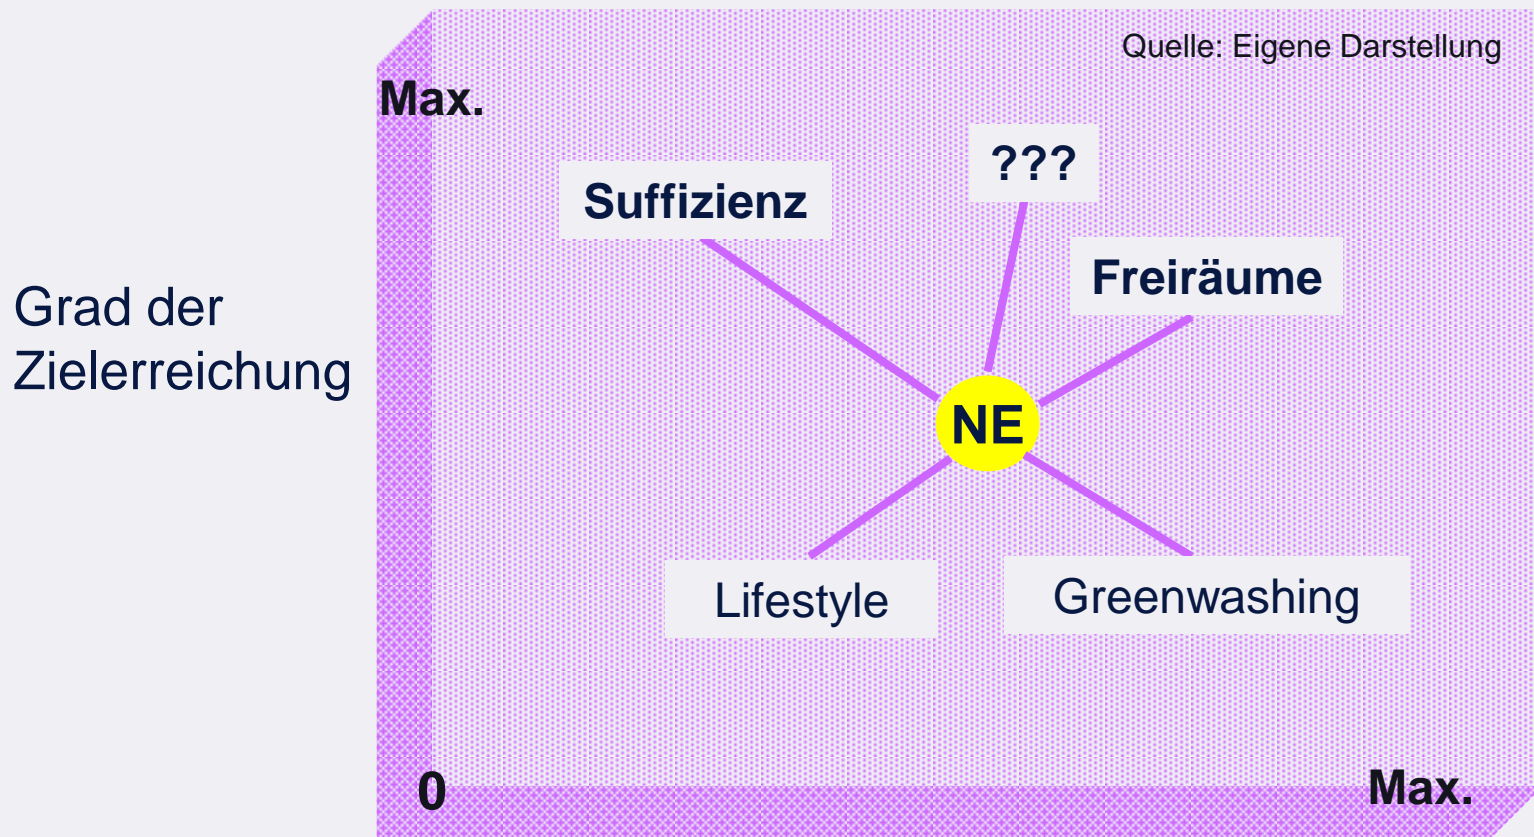 Quelle: Eigene Darstellung
Max.
???
Suffizienz
Freiräume
Grad der
Zielerreichung
NE
Lifestyle
Greenwashing
0
Max.